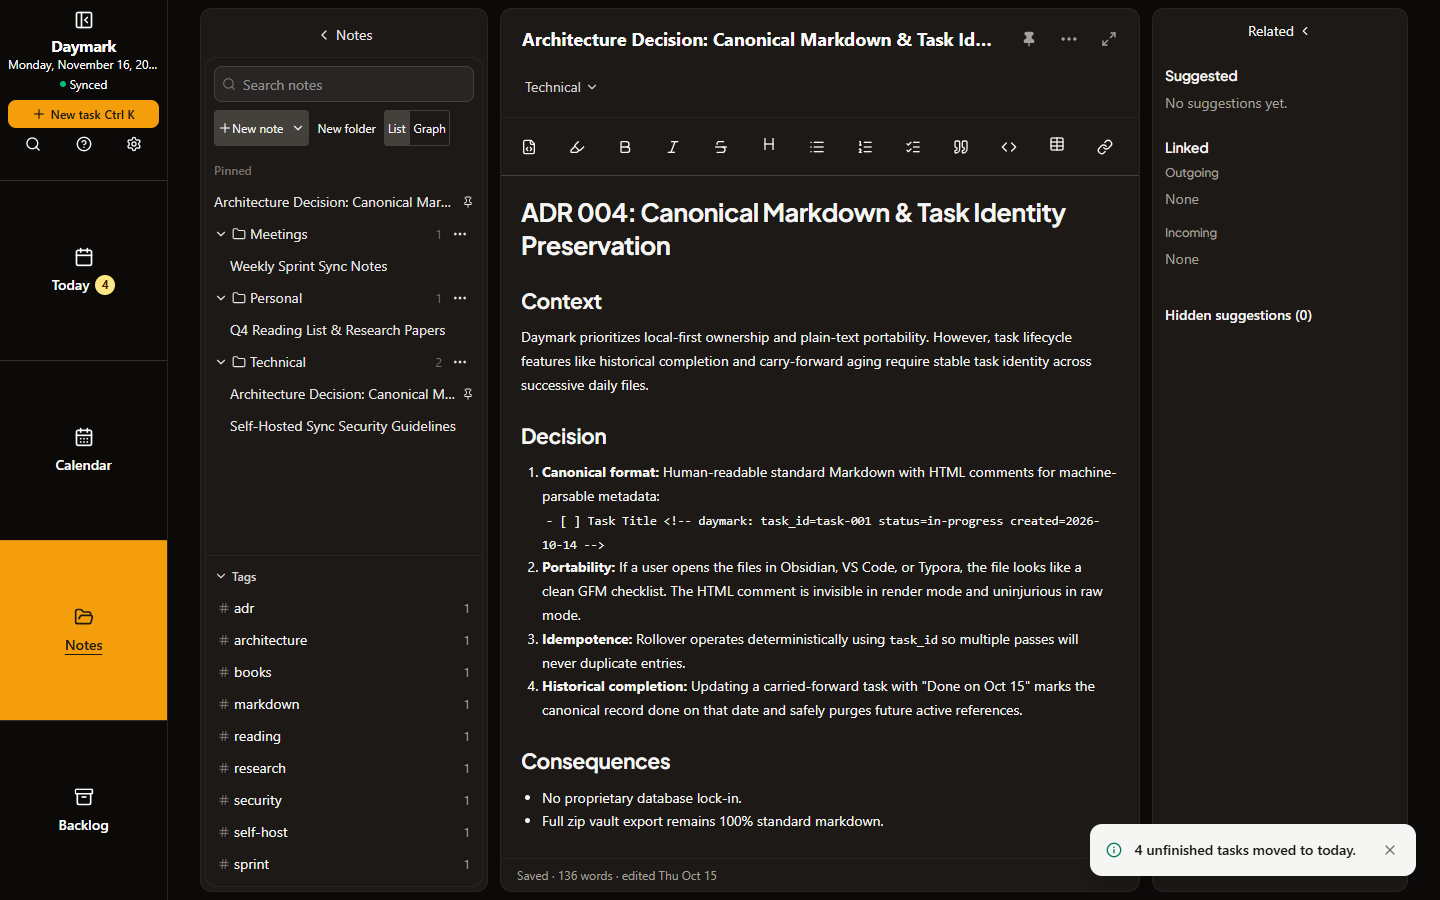 Daymark
Monday, November 16, 20...
Synced
New task Ctrl K
Today 4
Calendar
Notes
Backlog
Notes
Search notes
New note
New folder
List
Graph
Pinned
Architecture Decision: Canonical Mar...
Meetings 1
Weekly Sprint Sync Notes
Personal 1
Q4 Reading List & Research Papers
Technical 2
Architecture Decision: Canonical M...
Self-Hosted Sync Security Guidelines
Tags
# adr 1
# architecture 1
# books 1
# markdown 1
# reading 1
# research 1
# security 1
# self-host 1
# sprint 1
Architecture Decision: Canonical Markdown & Task Id...
Technical
ADR 004: Canonical Markdown & Task Identity
Preservation
Context
Daymark prioritizes local-first ownership and plain-text portability. However, task lifecycle
features like historical completion and carry-forward aging require stable task identity across
successive daily files.
Decision
1. Canonical format: Human-readable standard Markdown with HTML comments for machine-
parsable metadata:
- [ ] Task Title <!-- daymark: task_id=task-001 status=in-progress created=2026-
10-14 -->
2. Portability: If a user opens the files in Obsidian, VS Code, or Typora, the file looks like a
clean GFM checklist. The HTML comment is invisible in render mode and uninjurious in raw
mode.
3. Idempotence: Rollover operates deterministically using task_id so multiple passes will
never duplicate entries.
4. Historical completion: Updating a carried-forward task with "Done on Oct 15" marks the
canonical record done on that date and safely purges future active references.
Consequences
• No proprietary database lock-in.
• Full zip vault export remains 100% standard markdown.
Saved · 136 words · edited Thu Oct 15
Related
Suggested
No suggestions yet.
Linked
Outgoing
None
Incoming
None
Hidden suggestions (0)
4 unfinished tasks moved to today.